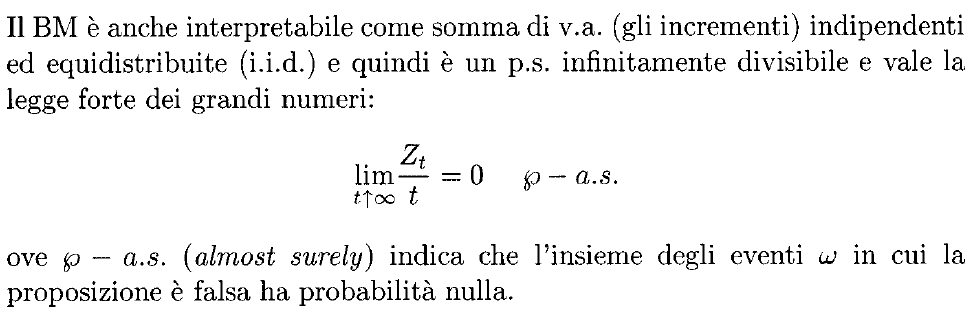 Il BM è anche interpretabile come somma di v.a. (gli incrementi) indipendenti
ed equidistribuite (i.i.d.) e quindi è un p.s. infinitamente divisibile e vale la
legge forte dei grandi numeri:
lim_{t↑∞} Z_t / t = 0 ℘ − a.s.
ove ℘ − a.s. (almost surely) indica che l'insieme degli eventi ω in cui la
proposizione è falsa ha probabilità nulla.